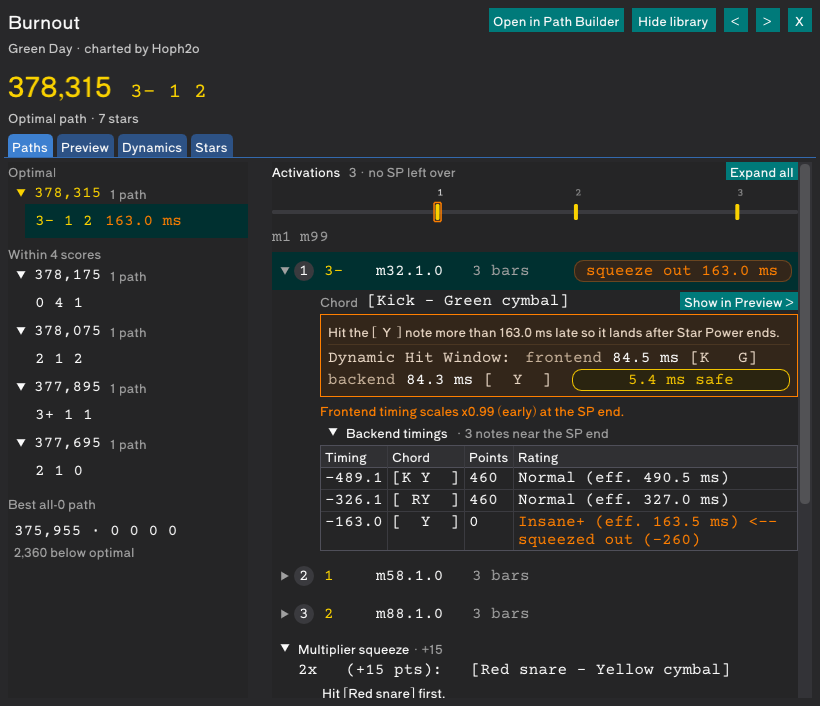 Burnout
Open in Path Builder
Hide library
<
>
X
Green Day · charted by Hoph2o
378,315 3- 1 2
Optimal path · 7 stars
Paths
Preview
Dynamics
Stars
Optimal
378,315 1 path
3- 1 2 163.0 ms
Within 4 scores
378,175 1 path
0 4 1
378,075 1 path
2 1 2
377,895 1 path
3+ 1 1
377,695 1 path
2 1 0
Best all-0 path
375,955 · 0 0 0 0
2,360 below optimal
Activations 3 · no SP left over
Expand all
1 2 3
m1 m99
1 3- m32.1.0 3 bars squeeze out 163.0 ms
Chord [Kick - Green cymbal]
Show in Preview >
Hit the [ Y ] note more than 163.0 ms late so it lands after Star Power ends.
Dynamic Hit Window: frontend 84.5 ms [K   G]
backend 84.3 ms [  Y  ] 5.4 ms safe
Frontend timing scales x0.99 (early) at the SP end.
Backend timings · 3 notes near the SP end
Timing Chord Points Rating
-489.1 [K Y  ] 460 Normal (eff. 490.5 ms)
-326.1 [ RY  ] 460 Normal (eff. 327.0 ms)
-163.0 [  Y  ] 0 Insane+ (eff. 163.5 ms) <--
squeezed out (-260)
2 1 m58.1.0 3 bars
3 2 m88.1.0 3 bars
Multiplier squeeze · +15
2x (+15 pts): [Red snare - Yellow cymbal]
Hit [Red snare] first.